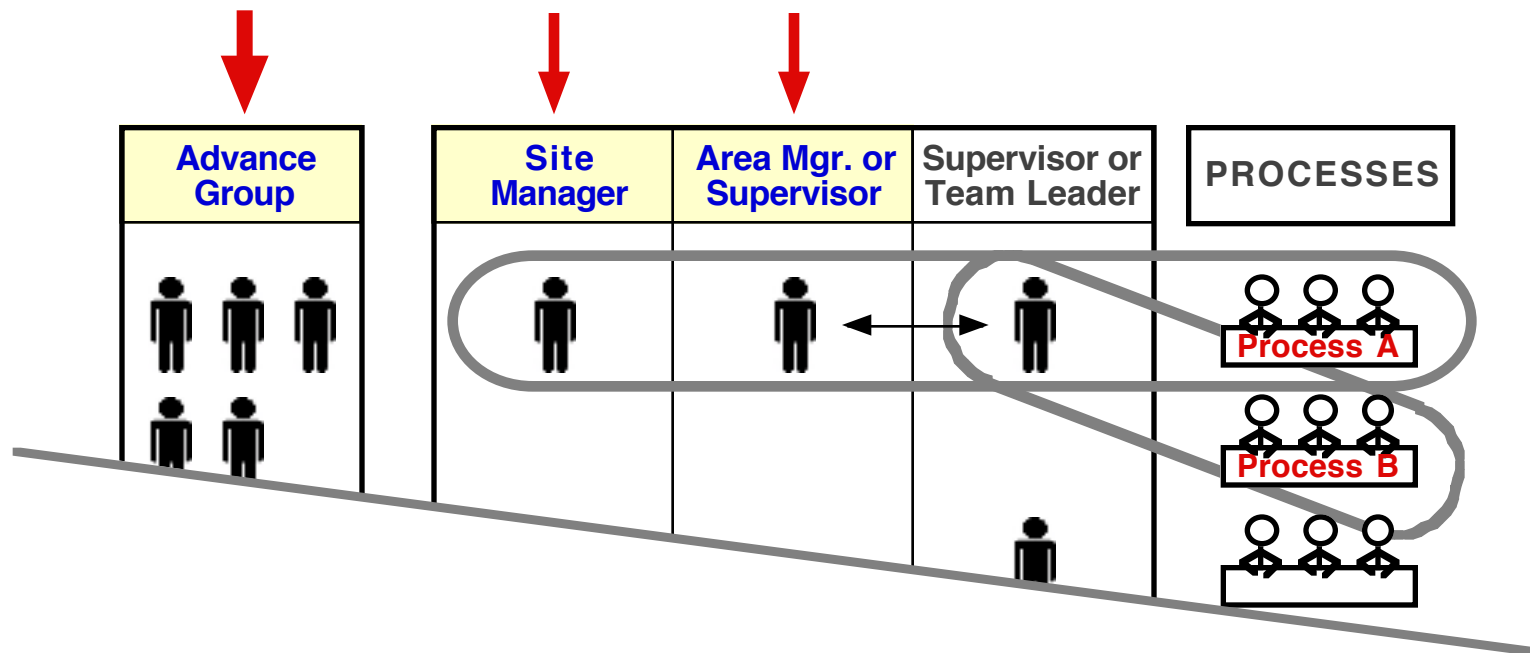 Advance
Group
Site
Manager
Area Mgr. or
Supervisor
Supervisor or
Team Leader
PROCESSES
Process A
Process B